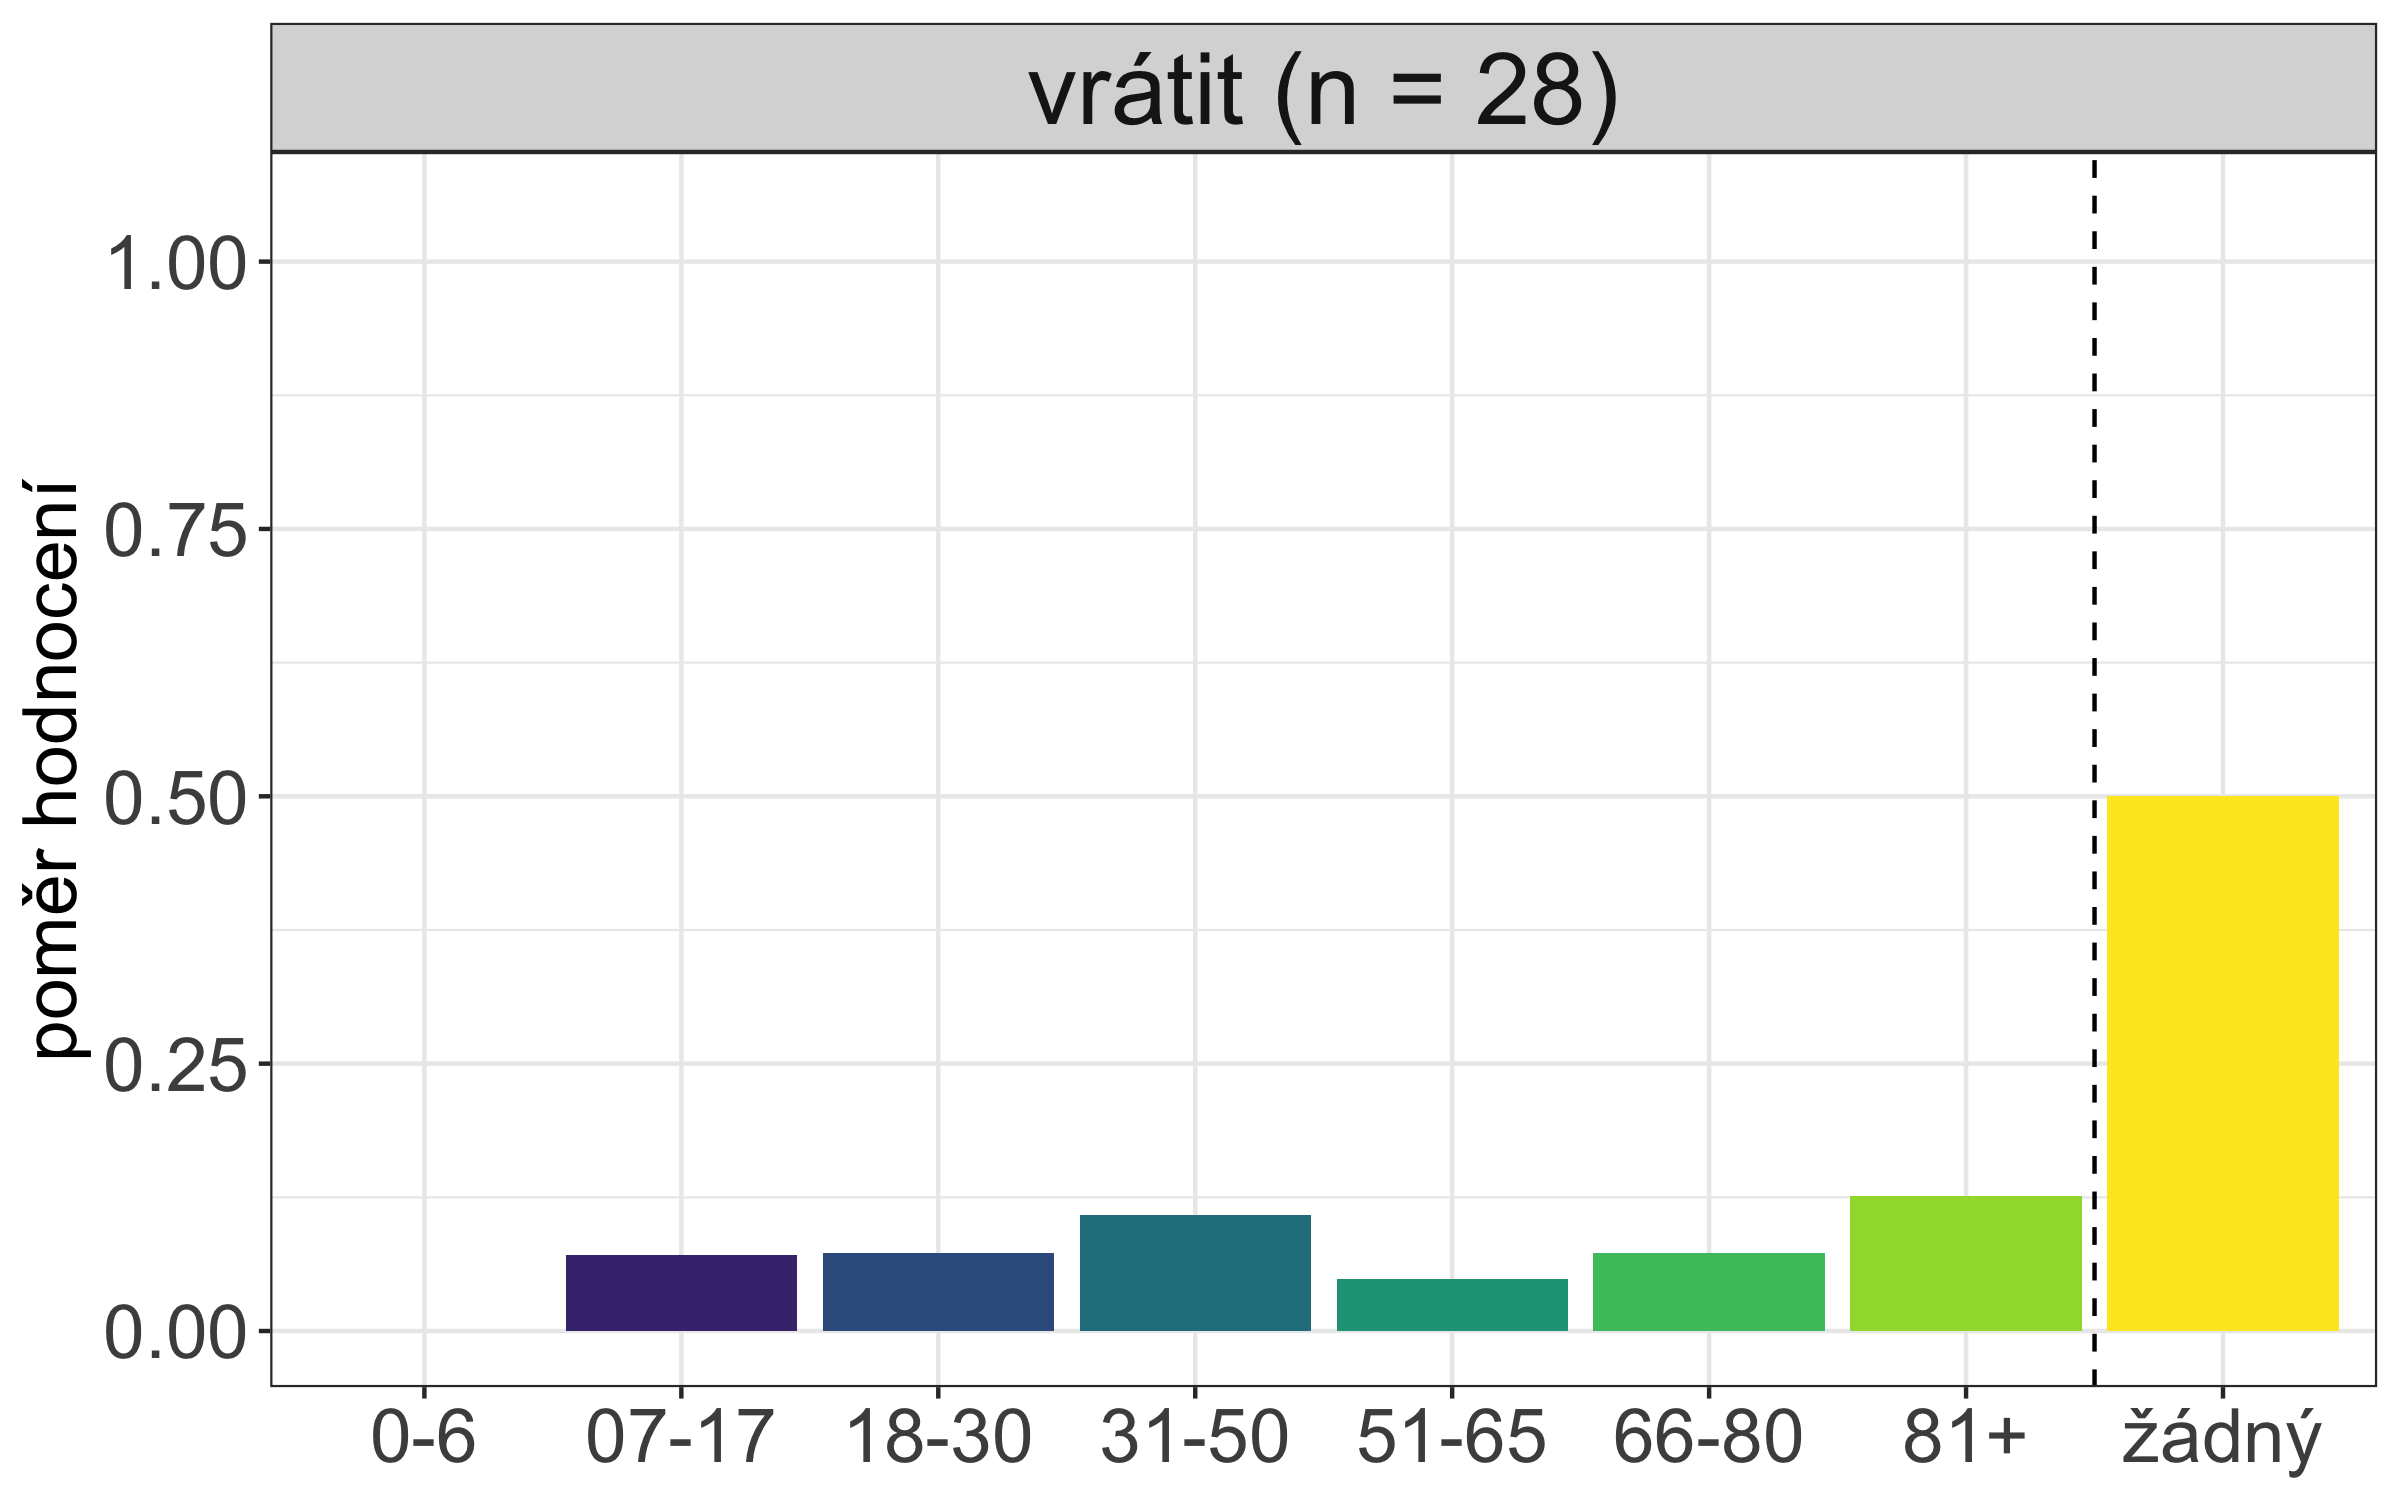 vrátit (n = 28)
poměr hodnocení
1.00
0.75
0.50
0.25
0.00
0-6 07-17 18-30 31-50 51-65 66-80 81+ žádný